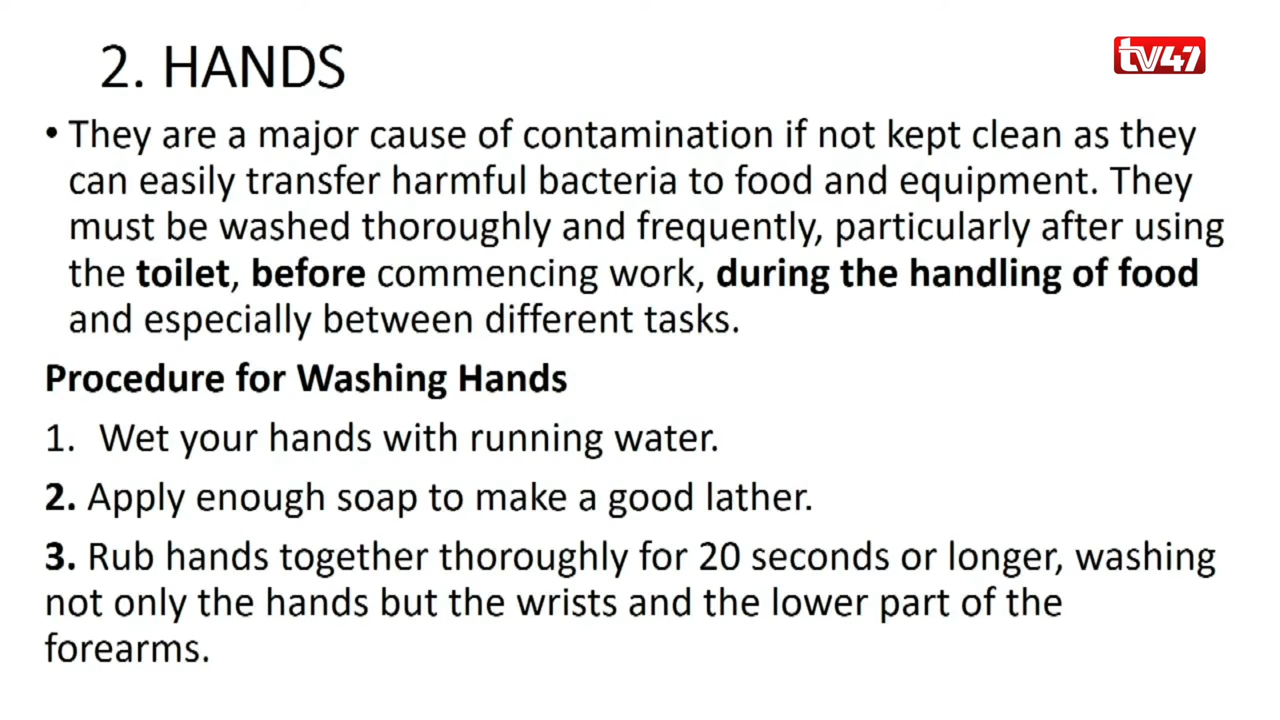 2. HANDS
tv47
• They are a major cause of contamination if not kept clean as they
can easily transfer harmful bacteria to food and equipment. They
must be washed thoroughly and frequently, particularly after using
the toilet, before commencing work, during the handling of food
and especially between different tasks.
Procedure for Washing Hands
1. Wet your hands with running water.
2. Apply enough soap to make a good lather.
3. Rub hands together thoroughly for 20 seconds or longer, washing
not only the hands but the wrists and the lower part of the
forearms.